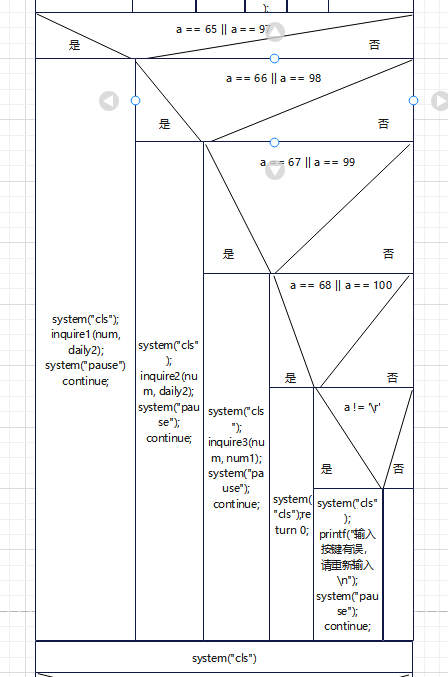 );
a == 65 || a == 97
是
否
a == 66 || a == 98
是
否
a == 67 || a == 99
是
否
a == 68 || a == 100
是
否
a != '\r'
是
否
system("cls");
inquire1(num,
daily2);
system("pause")
continue;
system("cls"
);
inquire2(nu
m, daily2);
system("pau
se");
continue;
system("cls
");
inquire3(nu
m, num1);
system("pa
use");
continue;
system(
"cls");re
turn 0;
system("cls"
);
printf("输入
按键有误,
请重新输入
\n");
system("pau
se");
continue;
system("cls")